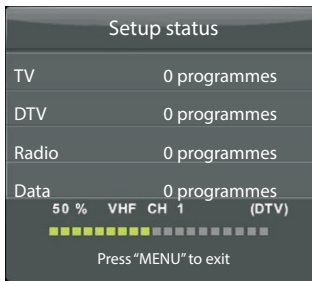 Setup status
TV 0 programmes
DTV 0 programmes
Radio 0 programmes
Data 0 programmes
50 % VHF CH 1 (DTV)
Press “MENU” to exit